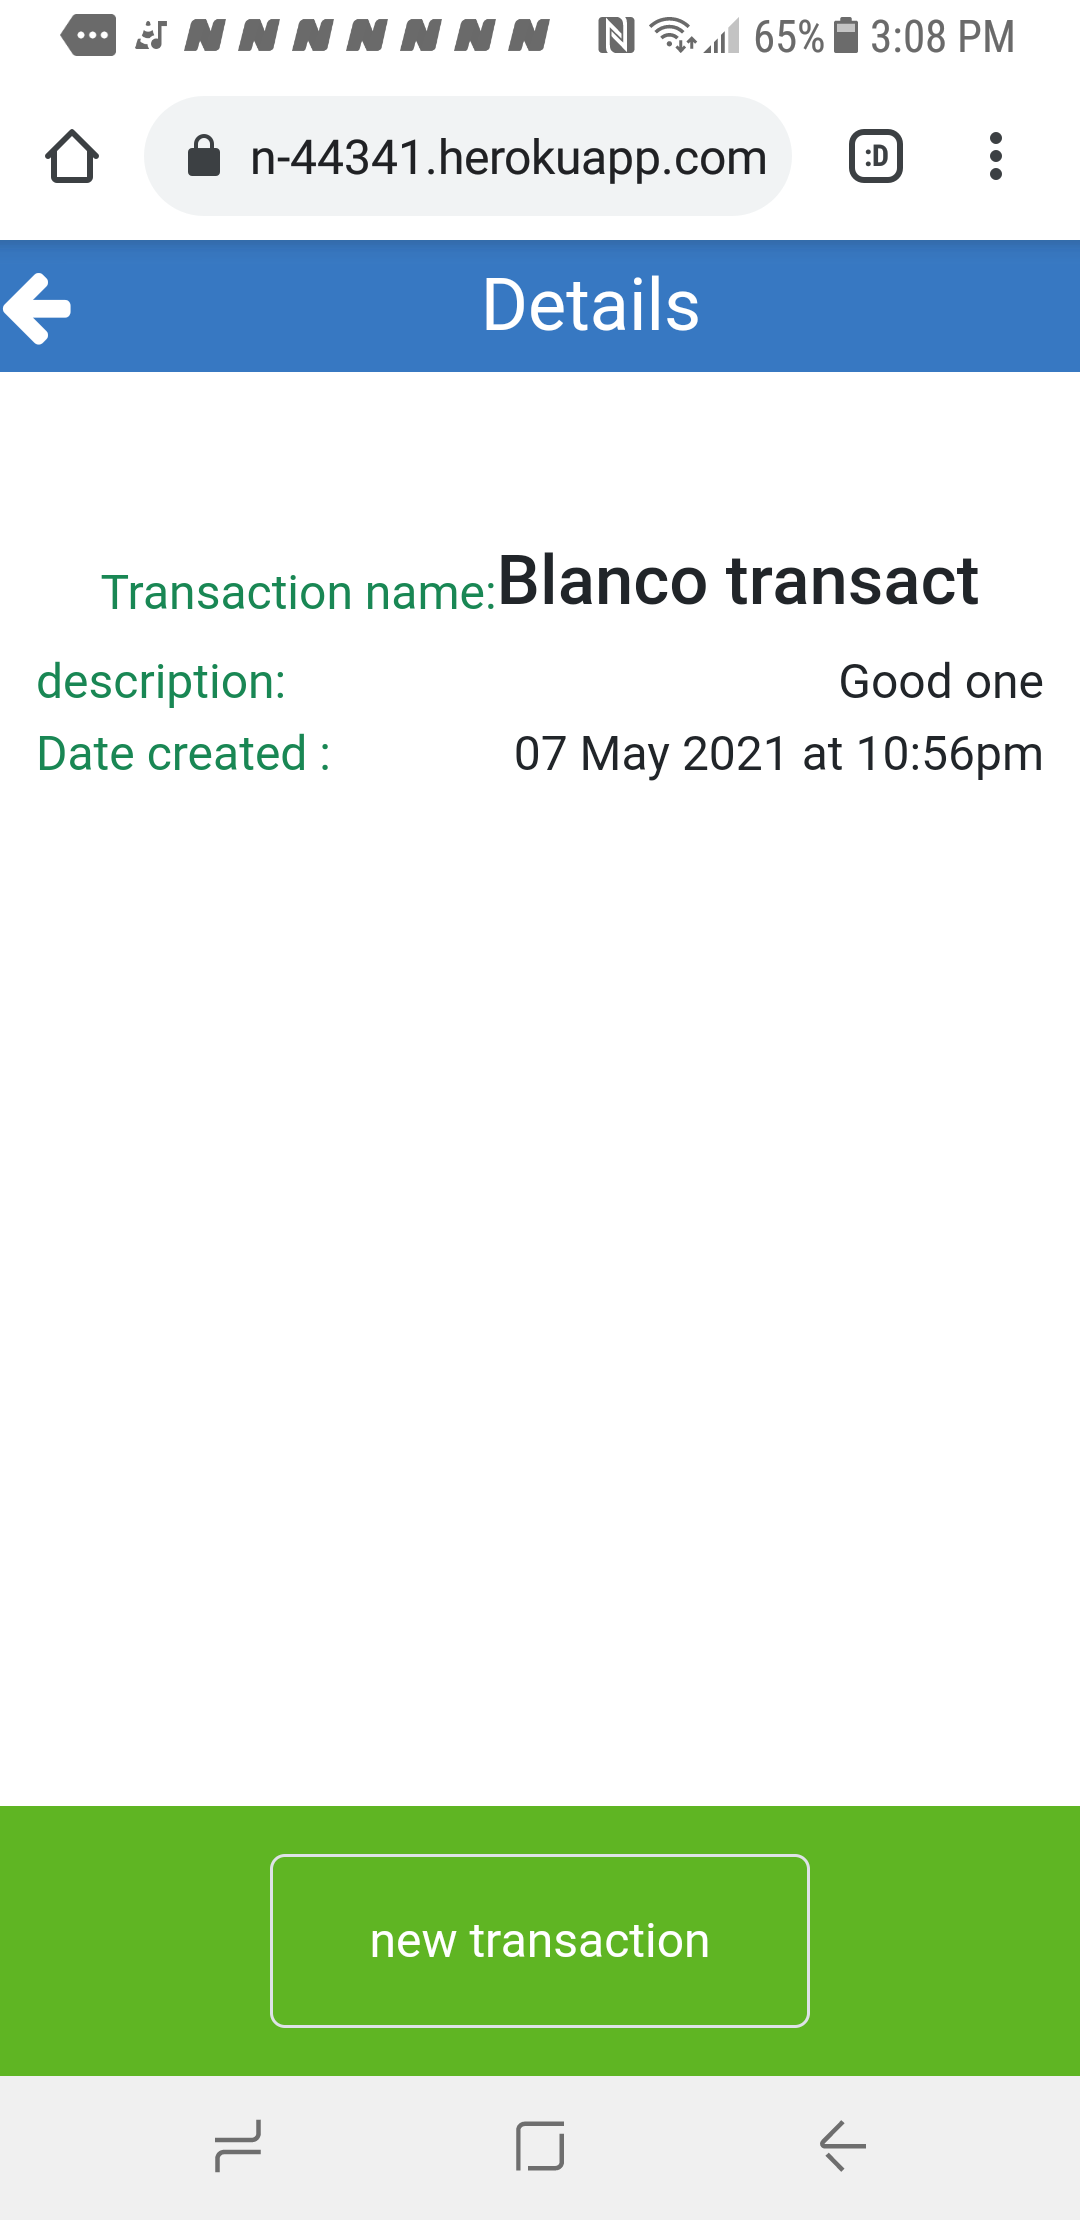 65% 3:08 PM
n-44341.herokuapp.com :D
Details
Transaction name:Blanco transact
description: Good one
Date created : 07 May 2021 at 10:56pm
new transaction